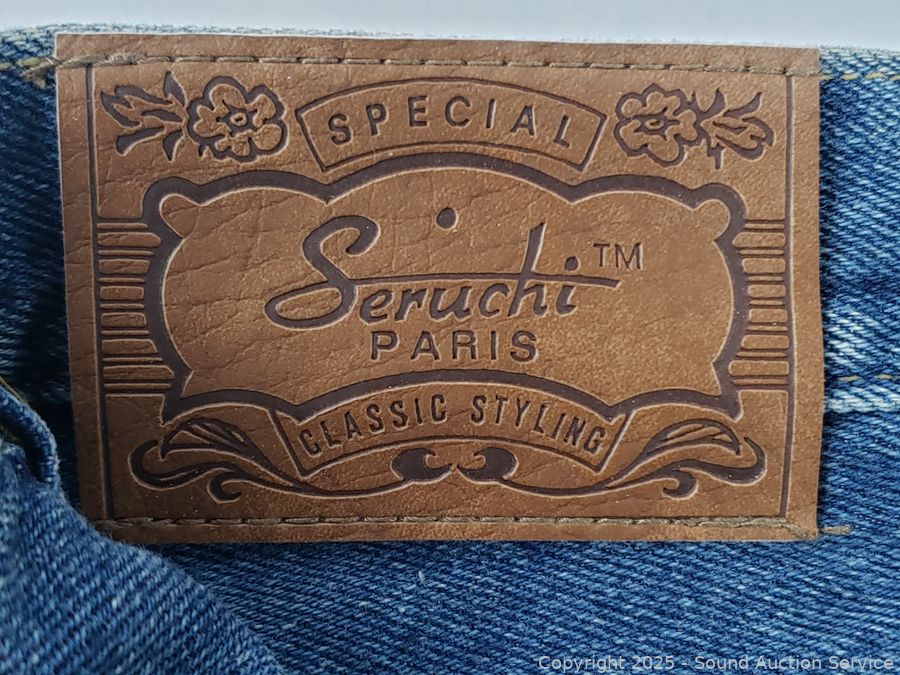 SPECIAL
Seruchi™
PARIS
CLASSIC STYLING
Copyright 2025 - Sound Auction Service